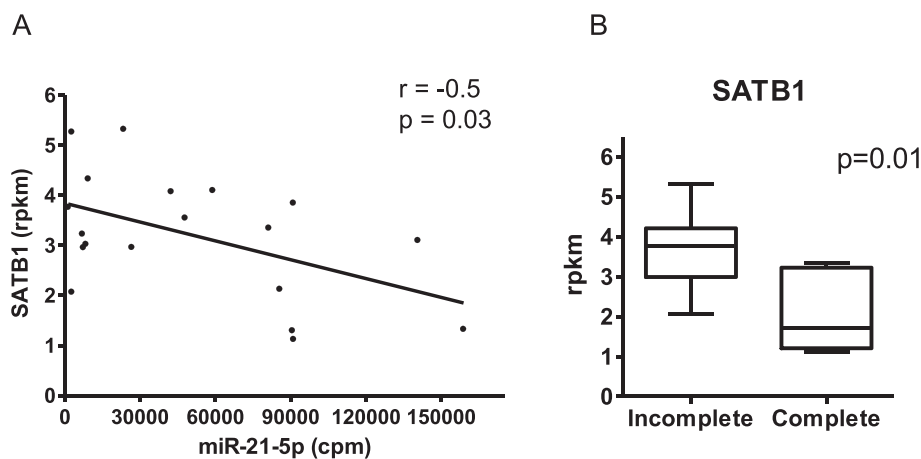 A
r = -0.5
p = 0.03
6
5
4
3
2
1
0
SATB1 (rpkm)
0 30000 60000 90000 120000 150000
miR-21-5p (cpm)
B
SATB1
p=0.01
6
5
4
3
2
1
0
rpkm
Incomplete Complete